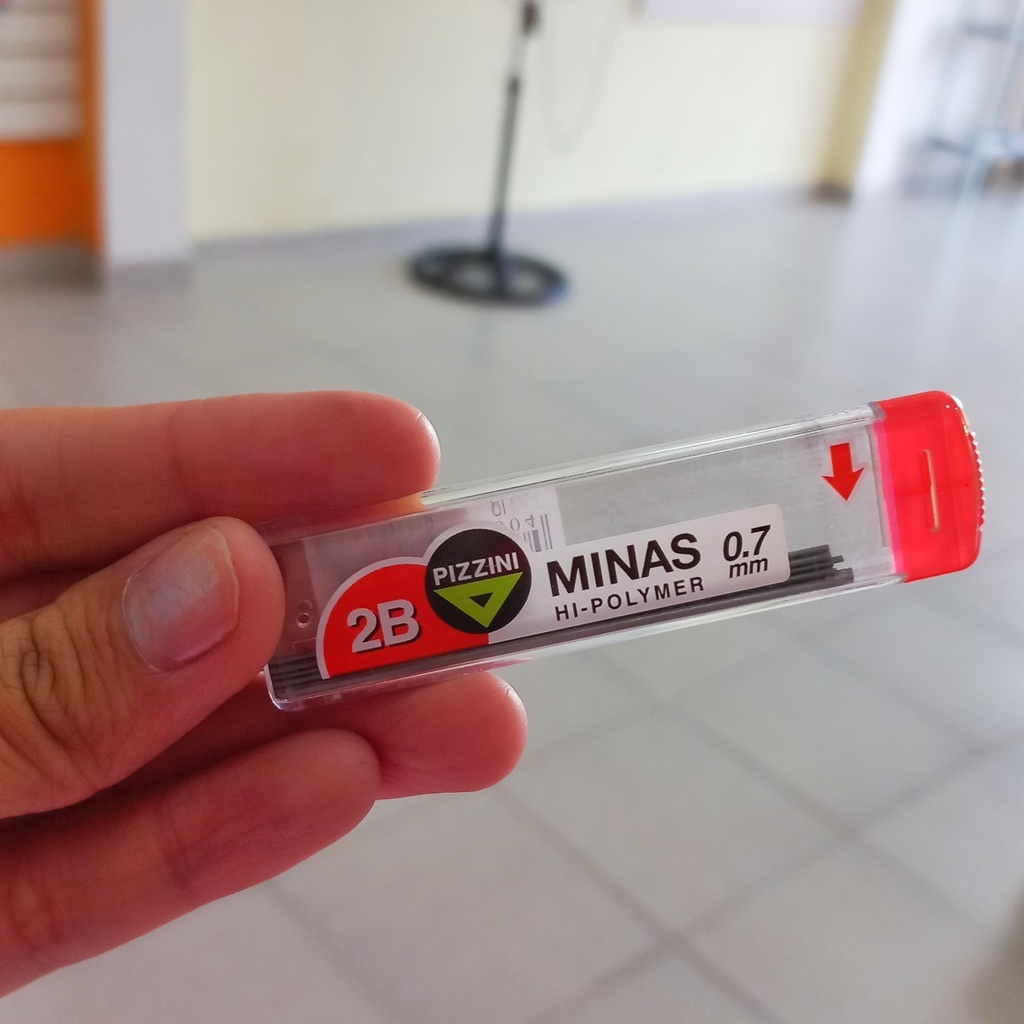 2B
PIZZINI
MINAS
HI-POLYMER
0.7
mm